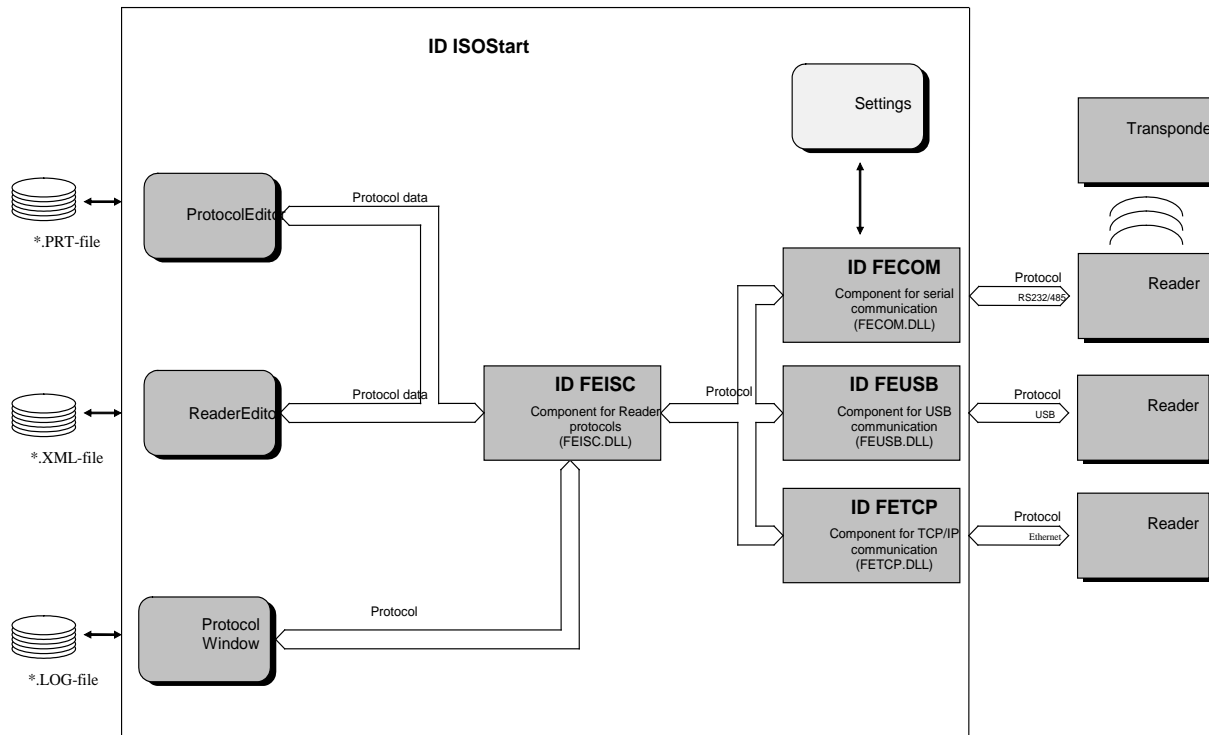 ID ISOStart
Settings
Transponde
ProtocolEditor
Protocol data
*.PRT-file
ID FECOM
Component for serial
communication
(FECOM.DLL)
Protocol
RS232/485
Reader
ReaderEditor
Protocol data
*.XML-file
ID FEISC
Component for Reader
protocols
(FEISC.DLL)
Protocol
ID FEUSB
Component for USB
communication
(FEUSB.DLL)
Protocol
USB
Reader
ID FETCP
Component for TCP/IP
communication
(FETCP.DLL)
Protocol
Ethernet
Reader
Protocol
Window
Protocol
*.LOG-file